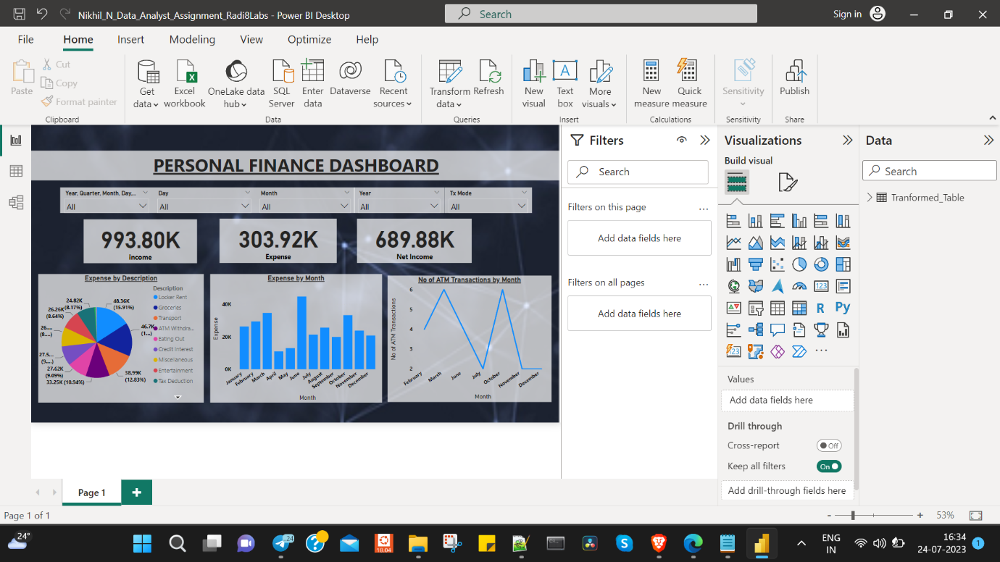 Nikhil_N_Data_Analyst_Assignment_Radi8Labs - Power BI Desktop
Search
Sign in
File Home Insert Modeling View Optimize Help
Paste
Cut
Copy
Format painter
Clipboard
Get data
Excel workbook
OneLake data hub
SQL Server
Enter data
Dataverse
Recent sources
Data
Transform data
Refresh
Queries
New visual
Text box
More visuals
Insert
New measure
Quick measure
Calculations
Sensitivity
Sensitivity
Publish
Share
PERSONAL FINANCE DASHBOARD
Year, Quarter, Month, Day...
All
Day
All
Month
All
Year
All
Tx Mode
All
993.80K
income
303.92K
Expense
689.88K
Net Income
Expense by Description
Description
Locker Rent
Groceries
Transport
ATM Withdra...
Eating Out
Credit Interest
Miscellaneous
Entertainment
Tax Deduction
48.36K
(15.91%)
46.7K
(1...)
38.99K
(12.83%)
33.25K (10.94%)
27.62K
(9.09%)
27.5...
(9....)
26....
(8....)
26.26K
(8.64%)
24.82K
(8.17%)
Expense by Month
Expense
40K
20K
0K
January
February
March
April
May
June
July
August
September
October
November
December
Month
No of ATM Transactions by Month
No of ATM Transactions
6
5
4
3
2
February
March
June
July
October
November
December
Month
Filters
Search
Filters on this page
...
Add data fields here
Filters on all pages
...
Add data fields here
Visualizations
Build visual
123
R
Py
123
...
Values
Add data fields here
Drill through
Cross-report
Off
Keep all filters
On
Add drill-through fields here
Data
Search
Tranformed_Table
Page 1
+
Page 1 of 1
- + 53%
24°
24
18.04
ENG
IN
16:34
24-07-2023
1